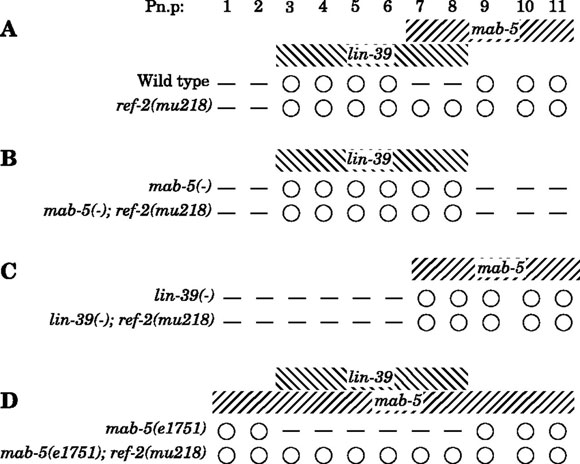 Pn.p: 1 2 3 4 5 6 7 8 9 10 11
A mab-5
lin-39
Wild type
ref-2(mu218)
B lin-39
mab-5(-)
mab-5(-); ref-2(mu218)
C mab-5
lin-39(-)
lin-39(-); ref-2(mu218)
lin-39
D mab-5
mab-5(e1751)
mab-5(e1751); ref-2(mu218)